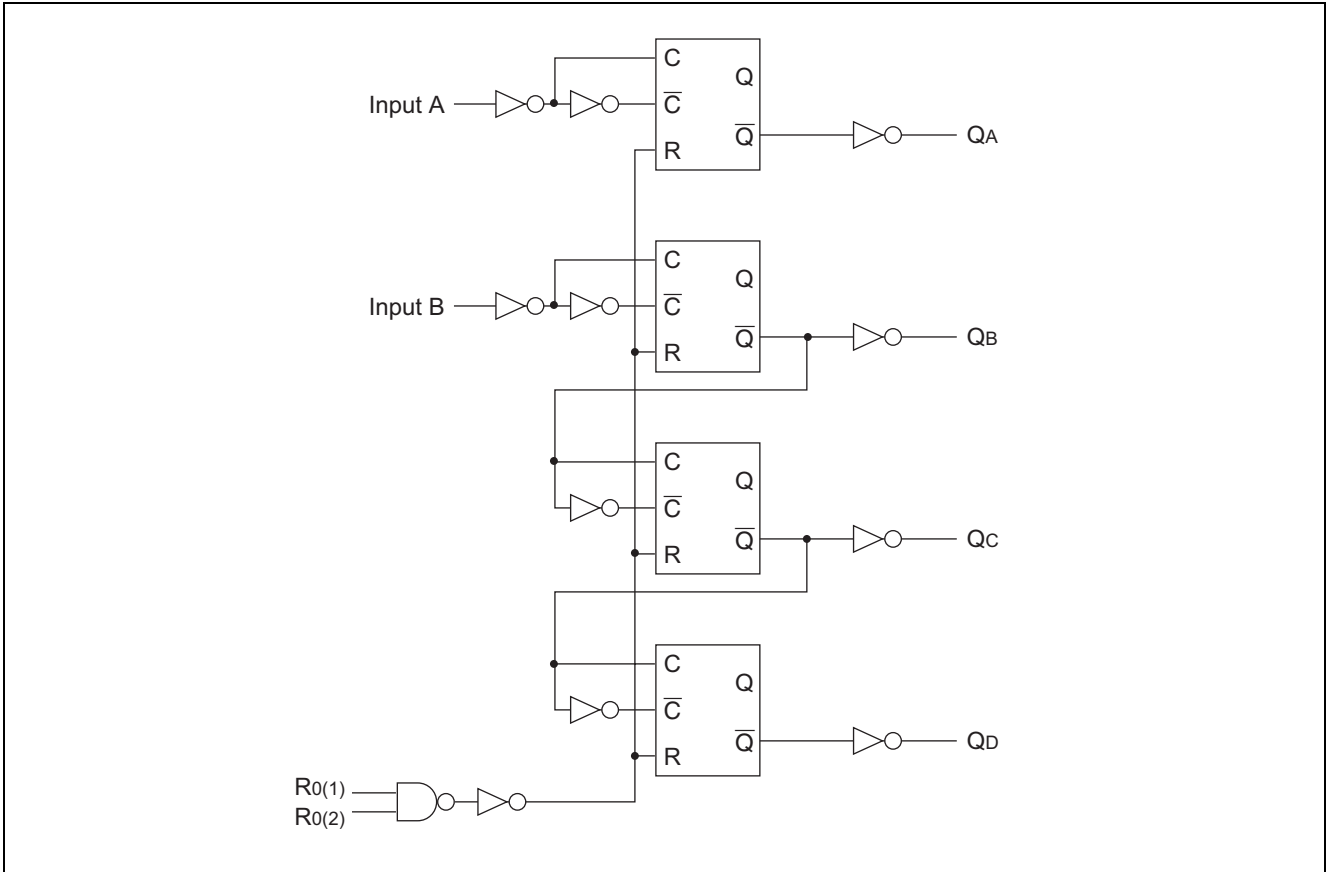 C
Q
Input A
C̅
Q̅
QA
R
C
Q
Input B
C̅
Q̅
QB
R
C
Q
C̅
Q̅
QC
R
C
Q
C̅
Q̅
QD
R
R0(1)
R0(2)